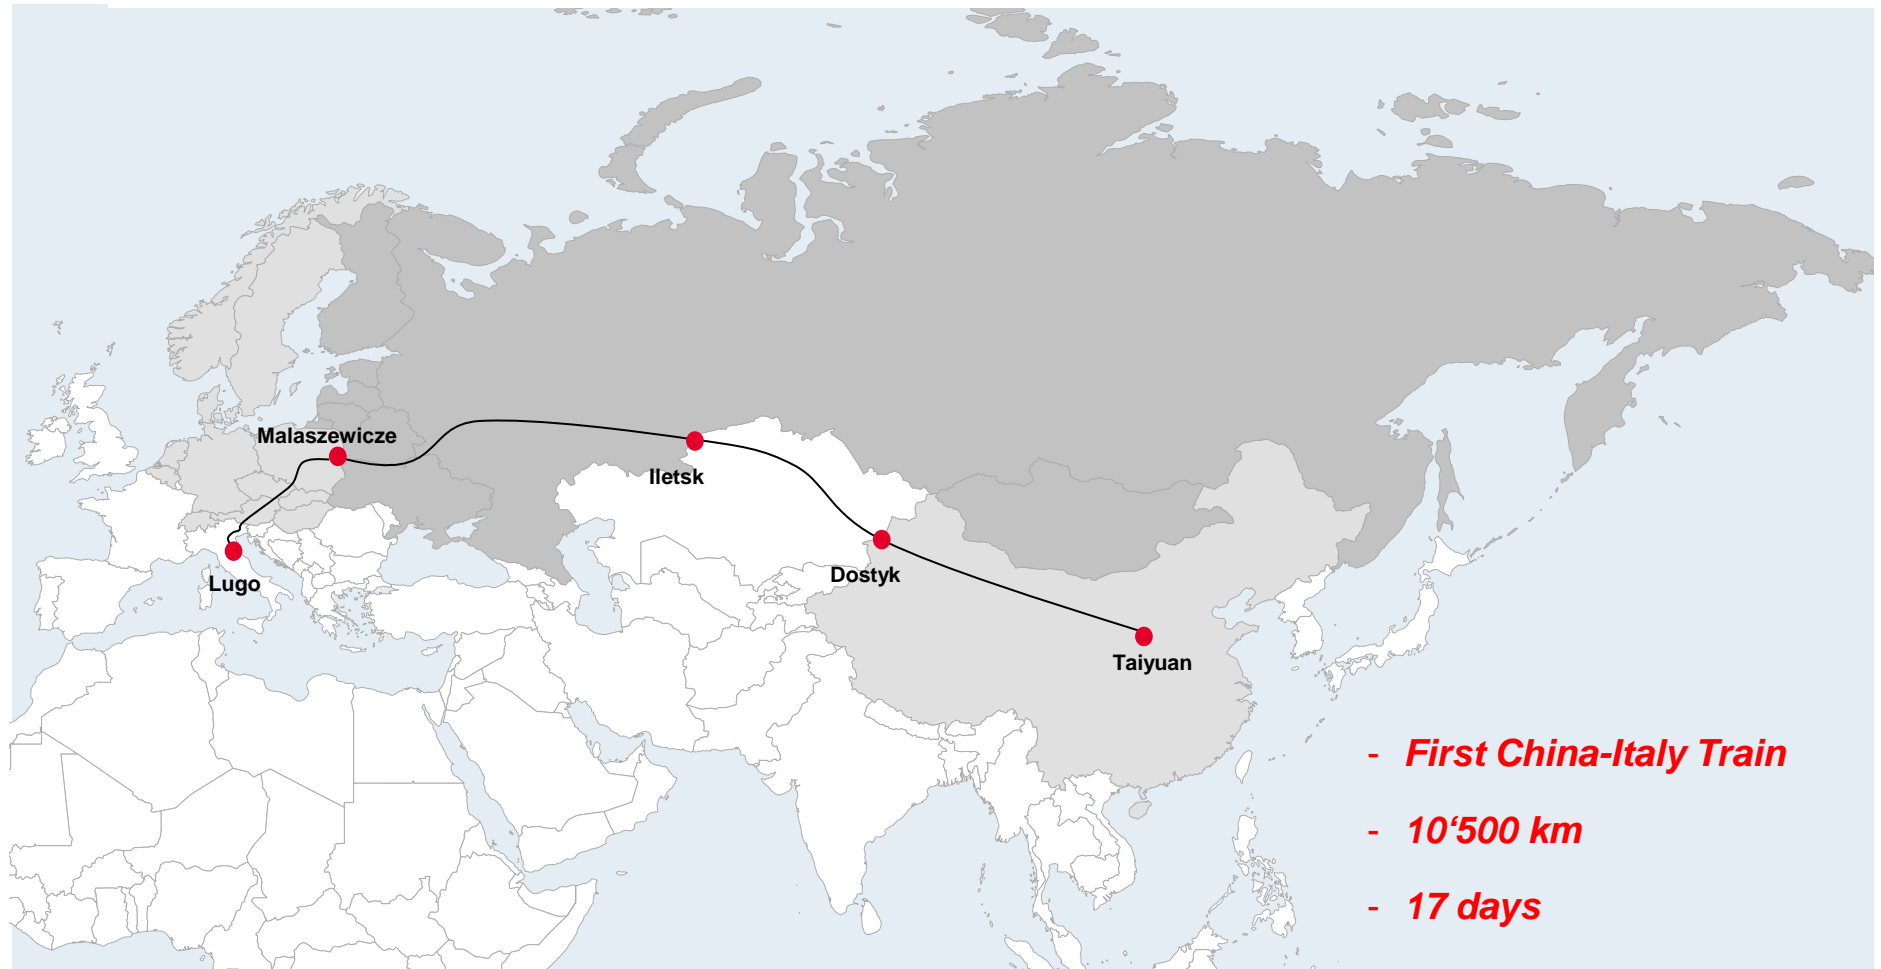 Malaszewicze
Iletsk
Dostyk
Lugo
Taiyuan
- First China-Italy Train
- 10‘500 km
- 17 days